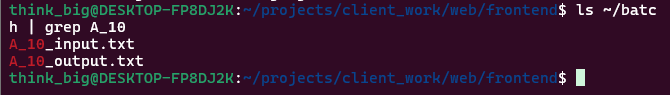 think_big@DESKTOP-FP8DJ2K:~/projects/client_work/web/frontend$ ls ~/batc
h | grep A_10
A_10_input.txt
A_10_output.txt
think_big@DESKTOP-FP8DJ2K:~/projects/client_work/web/frontend$